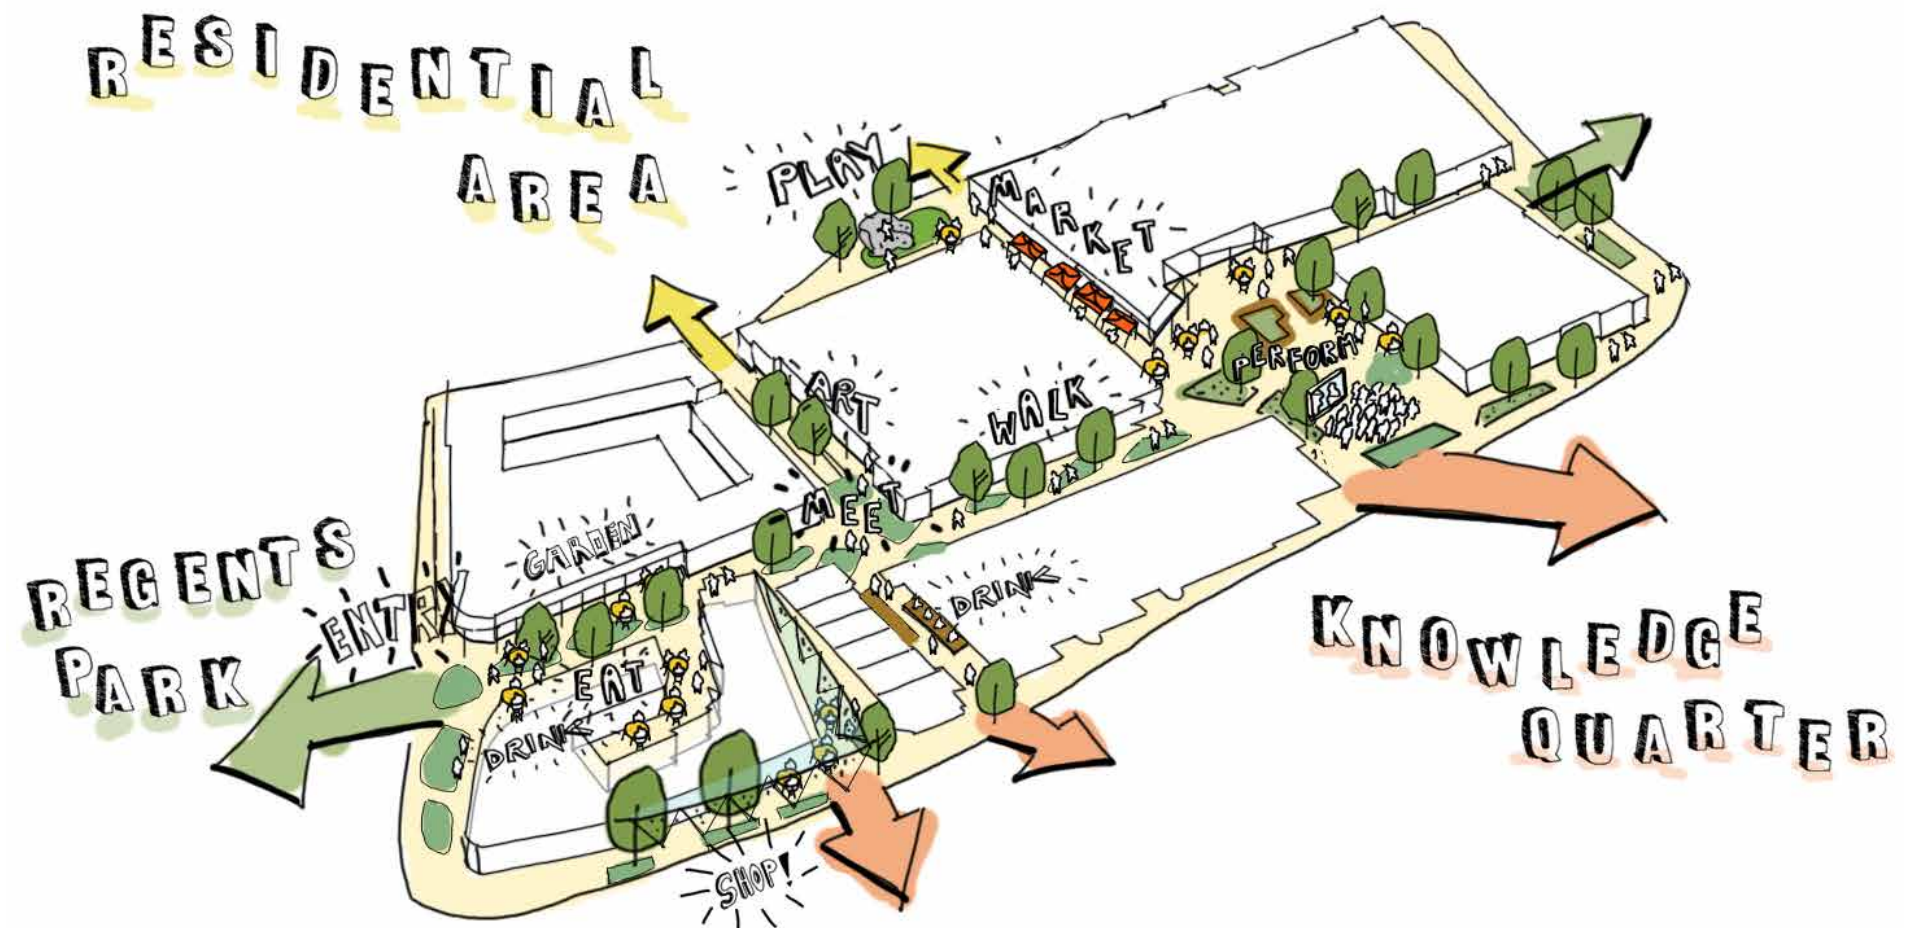 RESIDENTIAL
AREA
PLAY
MARKET
PERFORM
ART
WALK
MEET
GARDEN
REGENTS
PARK
ENTRY
DRINK
EAT
DRINK
SHOP!
KNOWLEDGE
QUARTER